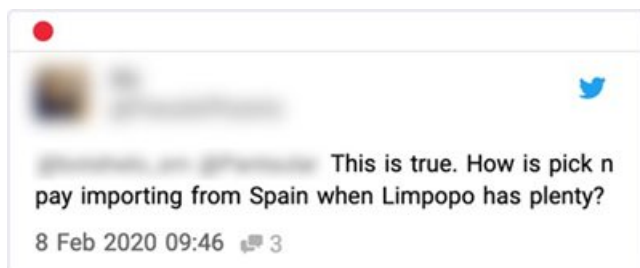 This is true. How is pick n
pay importing from Spain when Limpopo has plenty?
8 Feb 2020 09:46 3